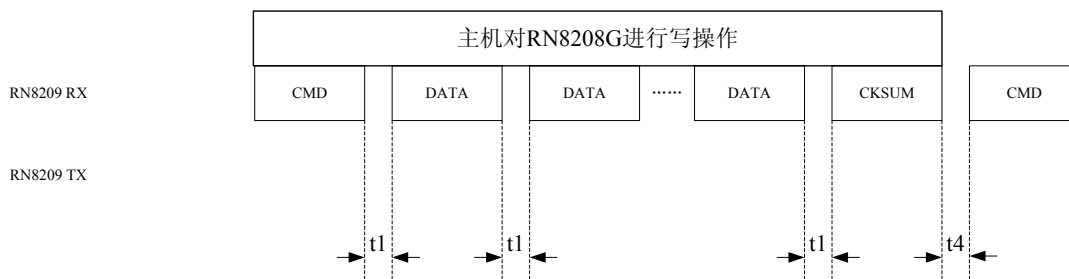 主机对RN8208G进行写操作
RN8209 RX CMD DATA DATA ...... DATA CKSUM CMD
RN8209 TX
t1 t1 t1 t4